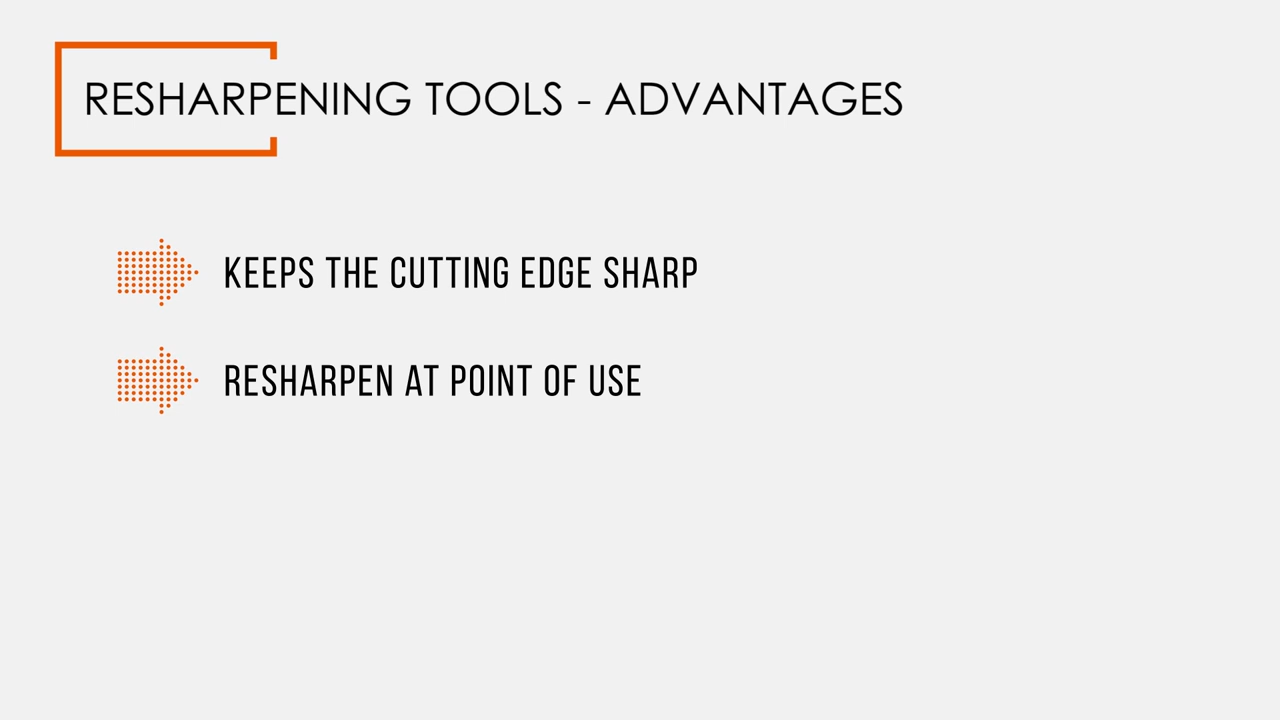 RESHARPENING TOOLS - ADVANTAGES
KEEPS THE CUTTING EDGE SHARP
RESHARPEN AT POINT OF USE